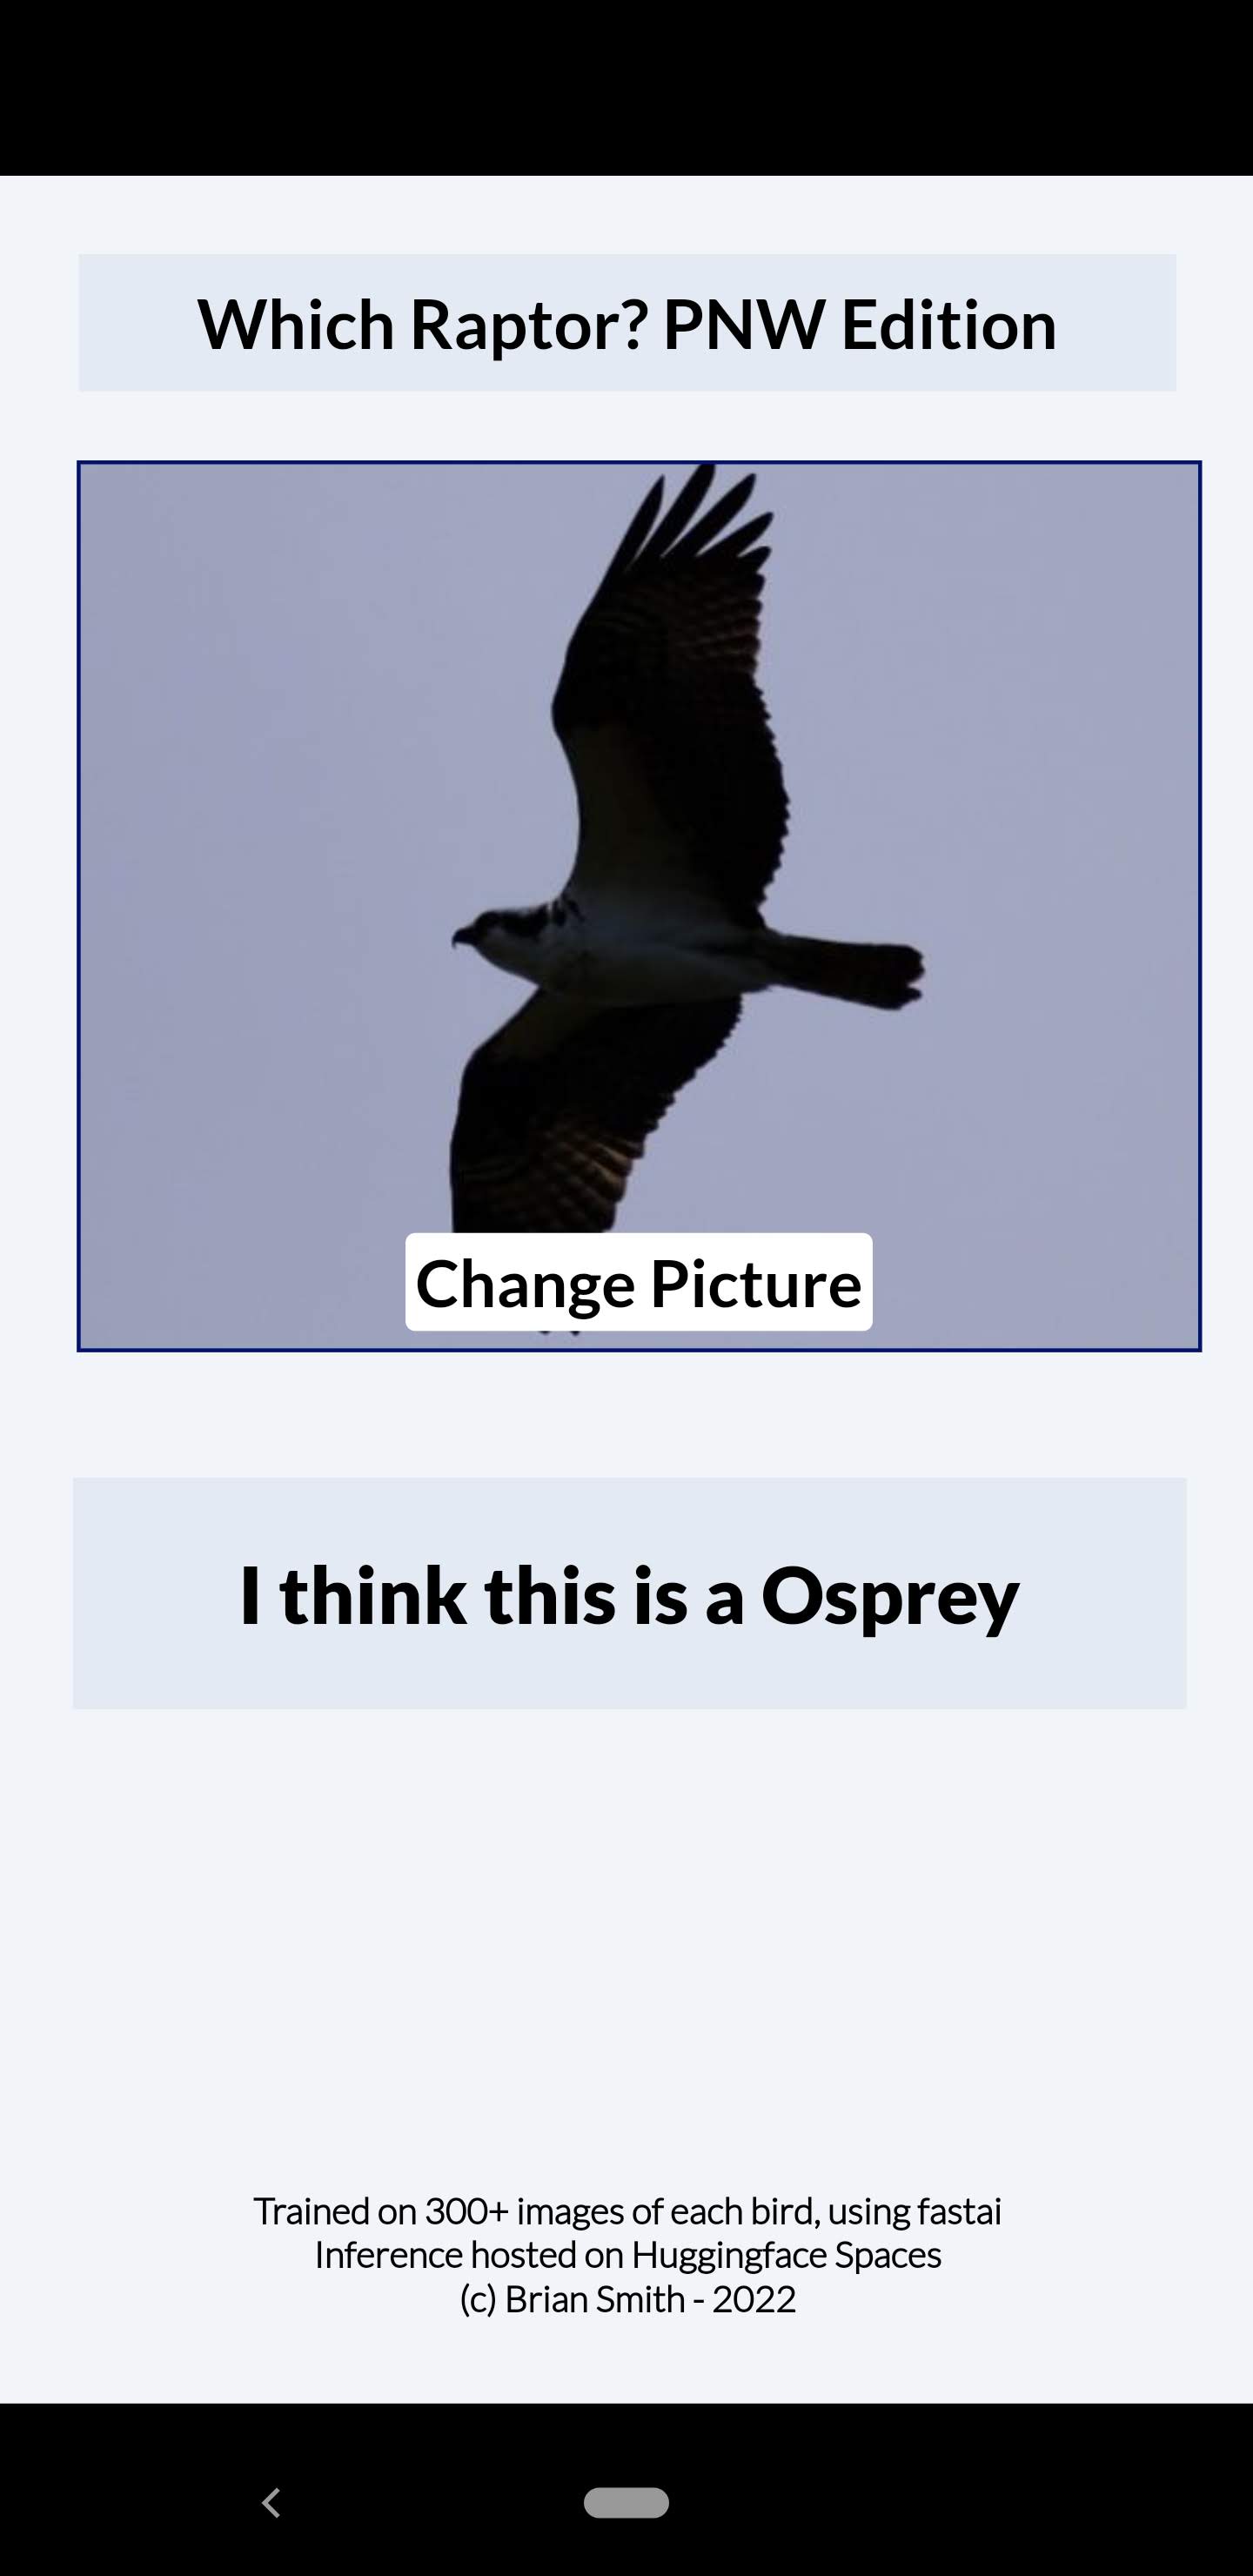 Which Raptor? PNW Edition
Change Picture
I think this is a Osprey
Trained on 300+ images of each bird, using fastai
Inference hosted on Huggingface Spaces
(c) Brian Smith - 2022